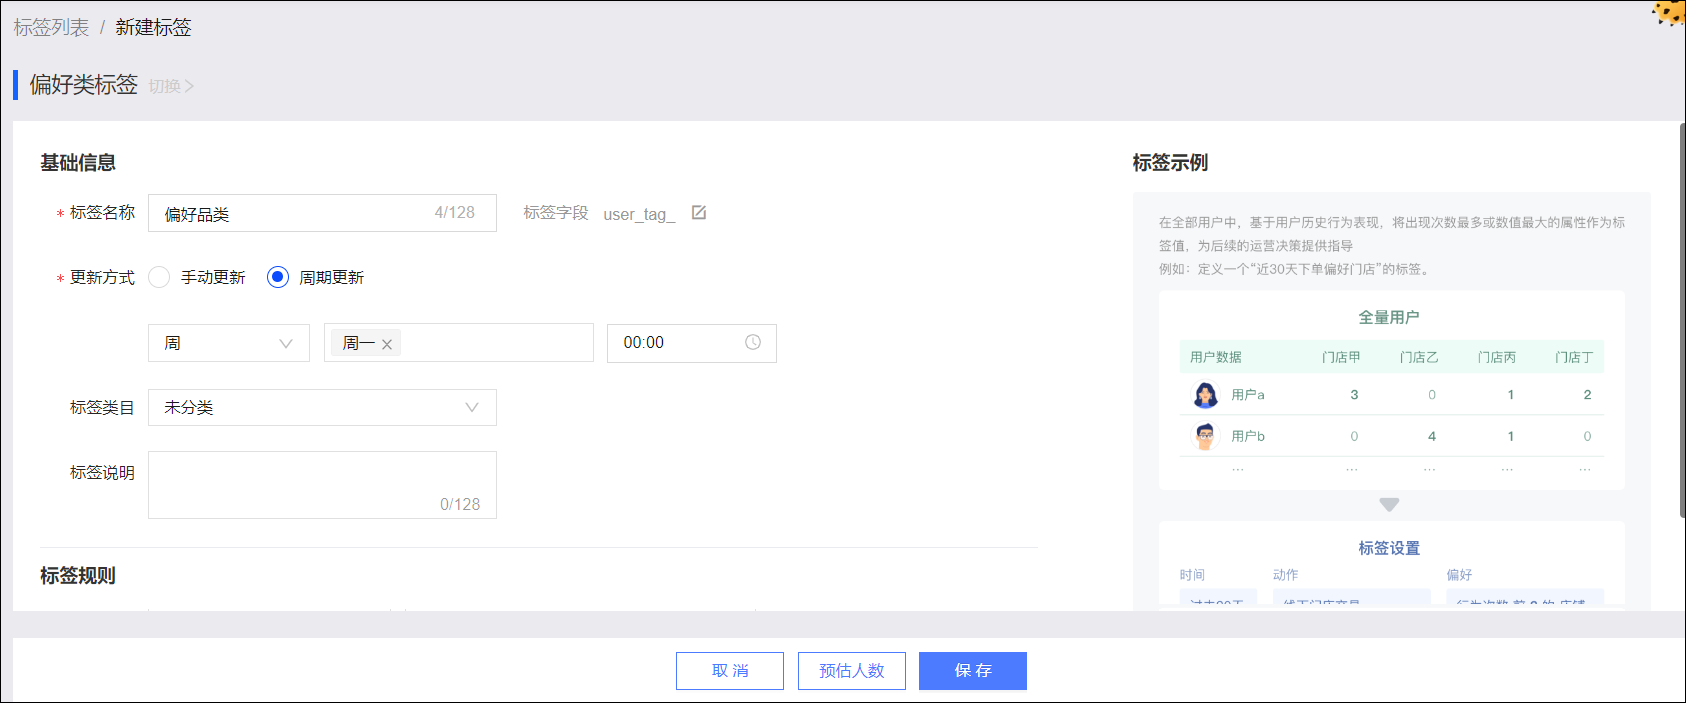 标签列表 / 新建标签
偏好类标签 切换
基础信息
* 标签名称 偏好品类 4/128 标签字段 user_tag_
* 更新方式 手动更新 周期更新
周 周一 × 00:00
标签类目 未分类
标签说明 0/128
标签规则
标签示例
在全部用户中，基于用户历史行为表现，将出现次数最多或数值最大的属性作为标
签值，为后续的运营决策提供指导
例如：定义一个“近30天下单偏好门店”的标签。
全量用户
用户数据 门店甲 门店乙 门店丙 门店丁
用户a 3 0 1 2
用户b 0 4 1 0
... ... ... ... ...
标签设置
时间 动作 偏好
取 消 预估人数 保 存